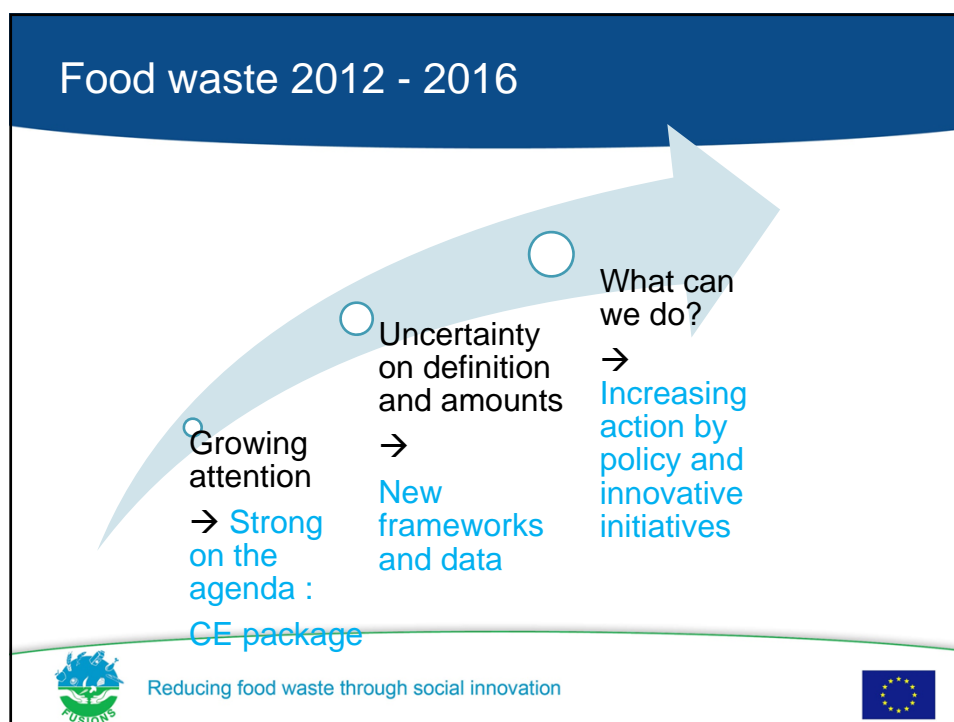 Food waste 2012 - 2016
Growing
attention
→ Strong
on the
agenda :
CE package
Uncertainty
on definition
and amounts
→
New
frameworks
and data
What can
we do?
→
Increasing
action by
policy and
innovative
initiatives
FUSIONS
Reducing food waste through social innovation